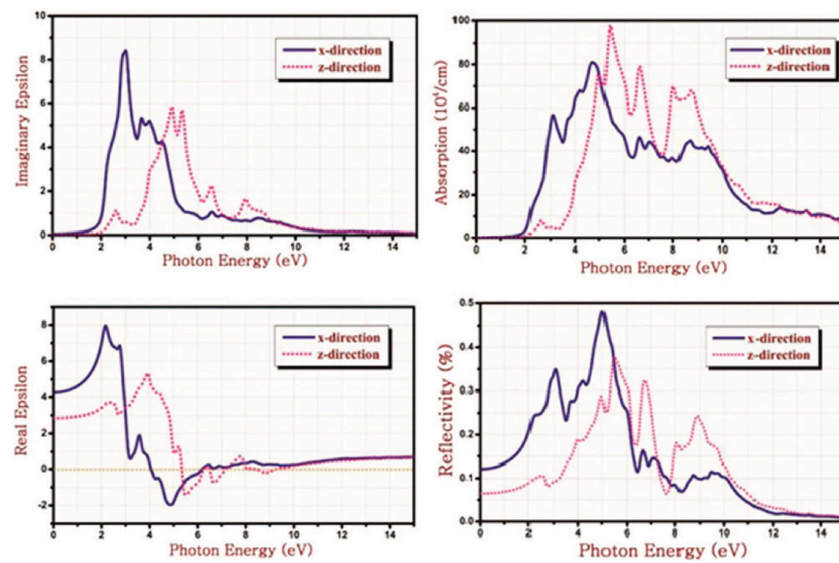 10
8
6
4
2
0
Imaginary Epsilon
x-direction
z-direction
0 2 4 6 8 10 12 14
Photon Energy (eV)
100
80
60
40
20
0
Absorption (10⁴/cm)
x-direction
z-direction
0 2 4 6 8 10 12 14
Photon Energy (eV)
8
6
4
2
0
-2
Real Epsilon
x-direction
z-direction
0 2 4 6 8 10 12 14
Photon Energy (eV)
0.5
0.4
0.3
0.2
0.1
0.0
Reflectivity (%)
x-direction
z-direction
0 2 4 6 8 10 12 14
Photon Energy (eV)